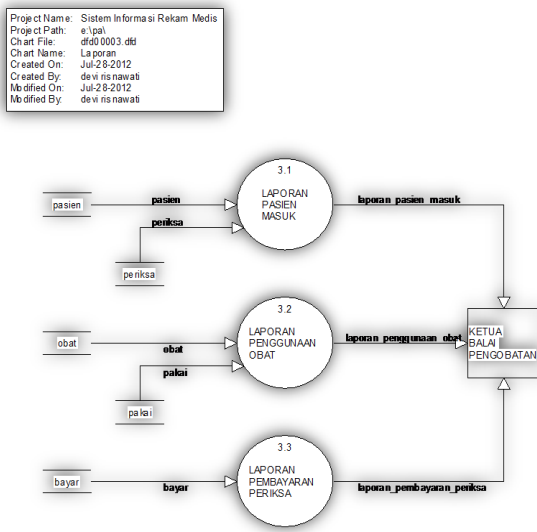 Project Name: Sistem Informasi Rekam Medis
Project Path: e:\pa\
Chart File: dfd00003.dfd
Chart Name: Laporan
Created On: Jul-28-2012
Created By: devi risnawati
Modified On: Jul-28-2012
Modified By: devi risnawati
3.1
LAPORAN
PASIEN
MASUK
pasien
pasien
laporan_pasien_masuk
periksa
periksa
3.2
LAPORAN
PENGGUNAAN
OBAT
obat
obat
laporan_penggunaan_obat
KETUA
BALAI
PENGOBATAN
pakai
pakai
3.3
LAPORAN
PEMBAYARAN
PERIKSA
bayar
bayar
laporan_pembayaran_periksa